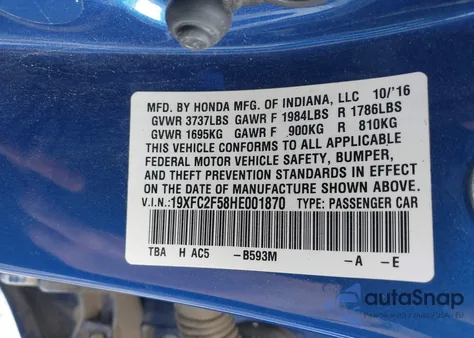 MFD. BY HONDA MFG. OF INDIANA, LLC 10/'16
GVWR 3737LBS GAWR F 1984LBS R 1786LBS
GVWR 1695KG GAWR F 900KG R 810KG
THIS VEHICLE CONFORMS TO ALL APPLICABLE
FEDERAL MOTOR VEHICLE SAFETY, BUMPER,
AND THEFT PREVENTION STANDARDS IN EFFECT
ON THE DATE OF MANUFACTURE SHOWN ABOVE.
V.I.N.: 19XFC2F58HE001870 TYPE: PASSENGER CAR
TBA H AC5 -B593M -A -E
autoSnap